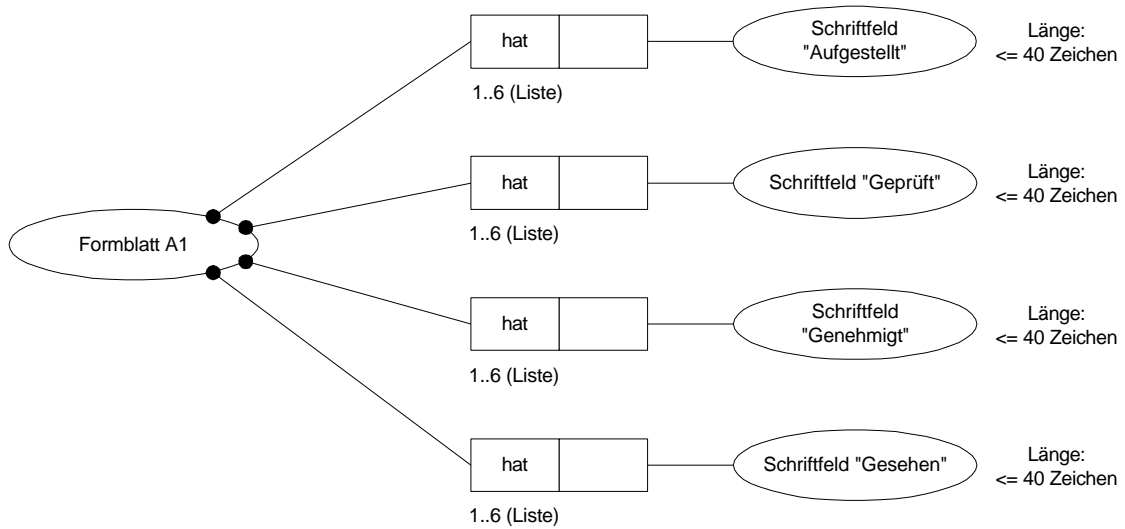 hat
Schriftfeld
"Aufgestellt"
Länge:
<= 40 Zeichen
1..6 (Liste)
hat
Schriftfeld "Geprüft"
Länge:
<= 40 Zeichen
1..6 (Liste)
Formblatt A1
hat
Schriftfeld
"Genehmigt"
Länge:
<= 40 Zeichen
1..6 (Liste)
hat
Schriftfeld "Gesehen"
Länge:
<= 40 Zeichen
1..6 (Liste)